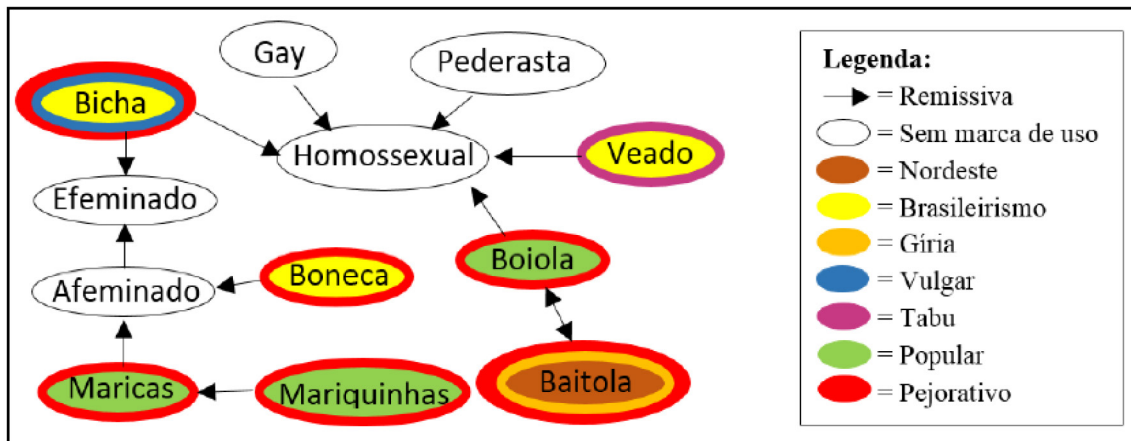 Gay
Pederasta
Bicha
Homossexual
Veado
Efeminado
Boiola
Boneca
Afeminado
Maricas
Mariquinhas
Baitola
Legenda:
= Remissiva
= Sem marca de uso
= Nordeste
= Brasileirismo
= Gíria
= Vulgar
= Tabu
= Popular
= Pejorativo